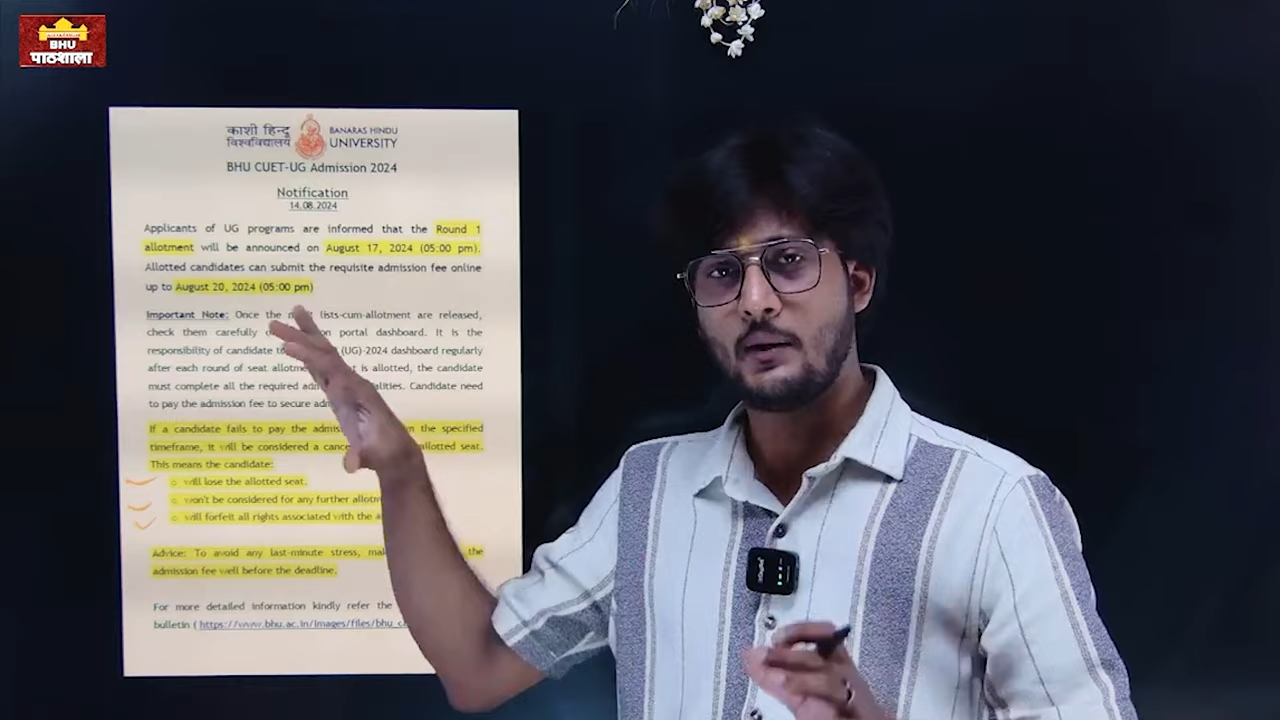 BHU
पाठशाला
काशी हिन्दू
विश्वविद्यालय
BANARAS HINDU
UNIVERSITY
BHU CUET-UG Admission 2024
Notification
14.08.2024
Applicants of UG programs are informed that the Round 1
allotment will be announced on August 17, 2024 (05:00 pm).
Allotted candidates can submit the requisite admission fee online
up to August 20, 2024 (05:00 pm)
Important Note: Once the lists-cum-allotment are released,
check them carefully portal dashboard. It is the
responsibility of candidate (UG)-2024 dashboard regularly
after each round of seat is allotted, the candidate
must complete all the required Candidate need
to pay the admission fee to secure
If a candidate fails to pay the the specified
timeframe, it will be considered a allotted seat.
This means the candidate:
o will lose the allotted seat.
o won't be considered for any further
o will forfeit all rights associated with the
Advice: To avoid any last-minute stress, the
admission fee well before the deadline.
For more detailed information kindly refer the
bulletin ( https://www.bhu.ac.in/images/files/bhu_